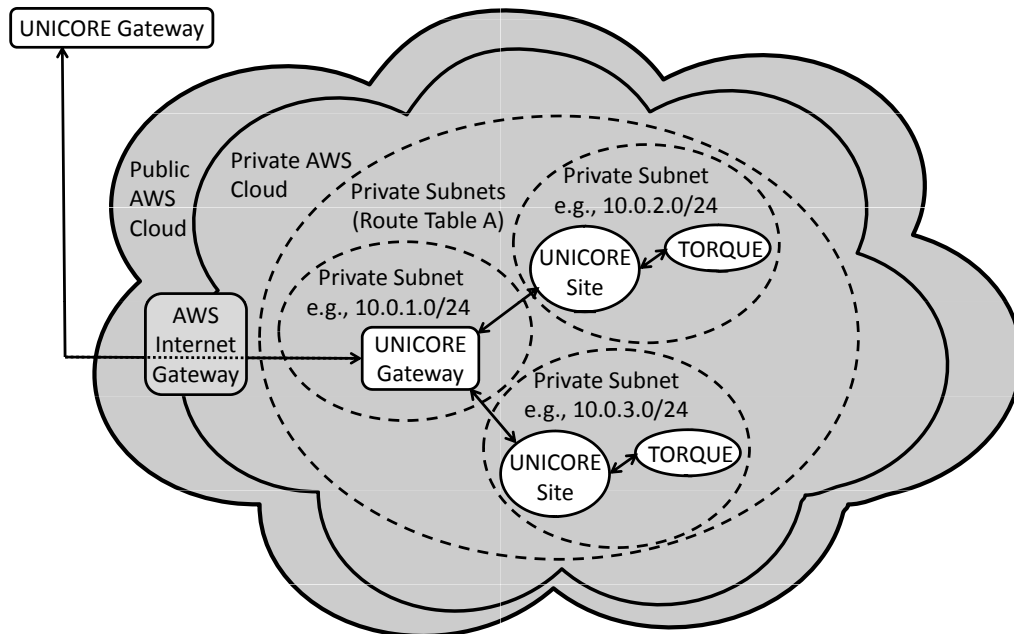 UNICORE Gateway
Public
AWS
Cloud
Private AWS
Cloud
Private Subnets
(Route Table A)
Private Subnet
e.g., 10.0.2.0/24
UNICORE
Site
TORQUE
Private Subnet
e.g., 10.0.1.0/24
AWS
Internet
Gateway
UNICORE
Gateway
Private Subnet
e.g., 10.0.3.0/24
UNICORE
Site
TORQUE